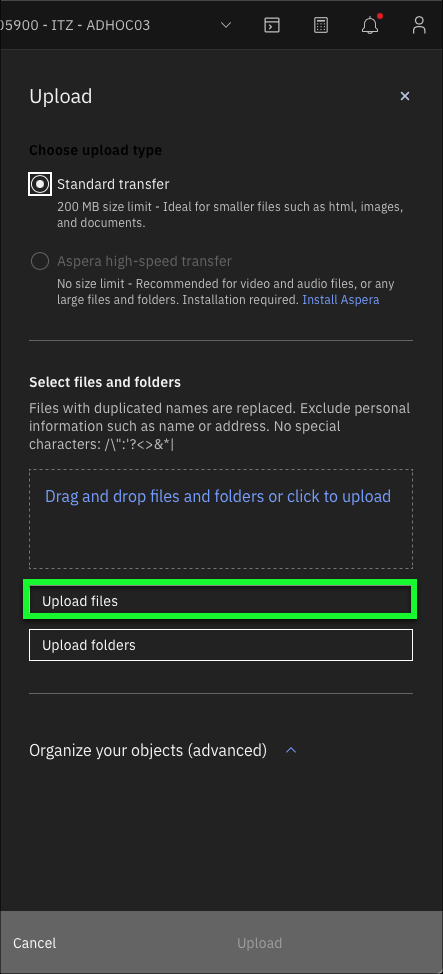 05900 - ITZ - ADHOC03
Upload
Choose upload type
Standard transfer
200 MB size limit - Ideal for smaller files such as html, images,
and documents.
Aspera high-speed transfer
No size limit - Recommended for video and audio files, or any
large files and folders. Installation required. Install Aspera
Select files and folders
Files with duplicated names are replaced. Exclude personal
information such as name or address. No special
characters: /\":'?<>&*|
Drag and drop files and folders or click to upload
Upload files
Upload folders
Organize your objects (advanced)
Cancel
Upload